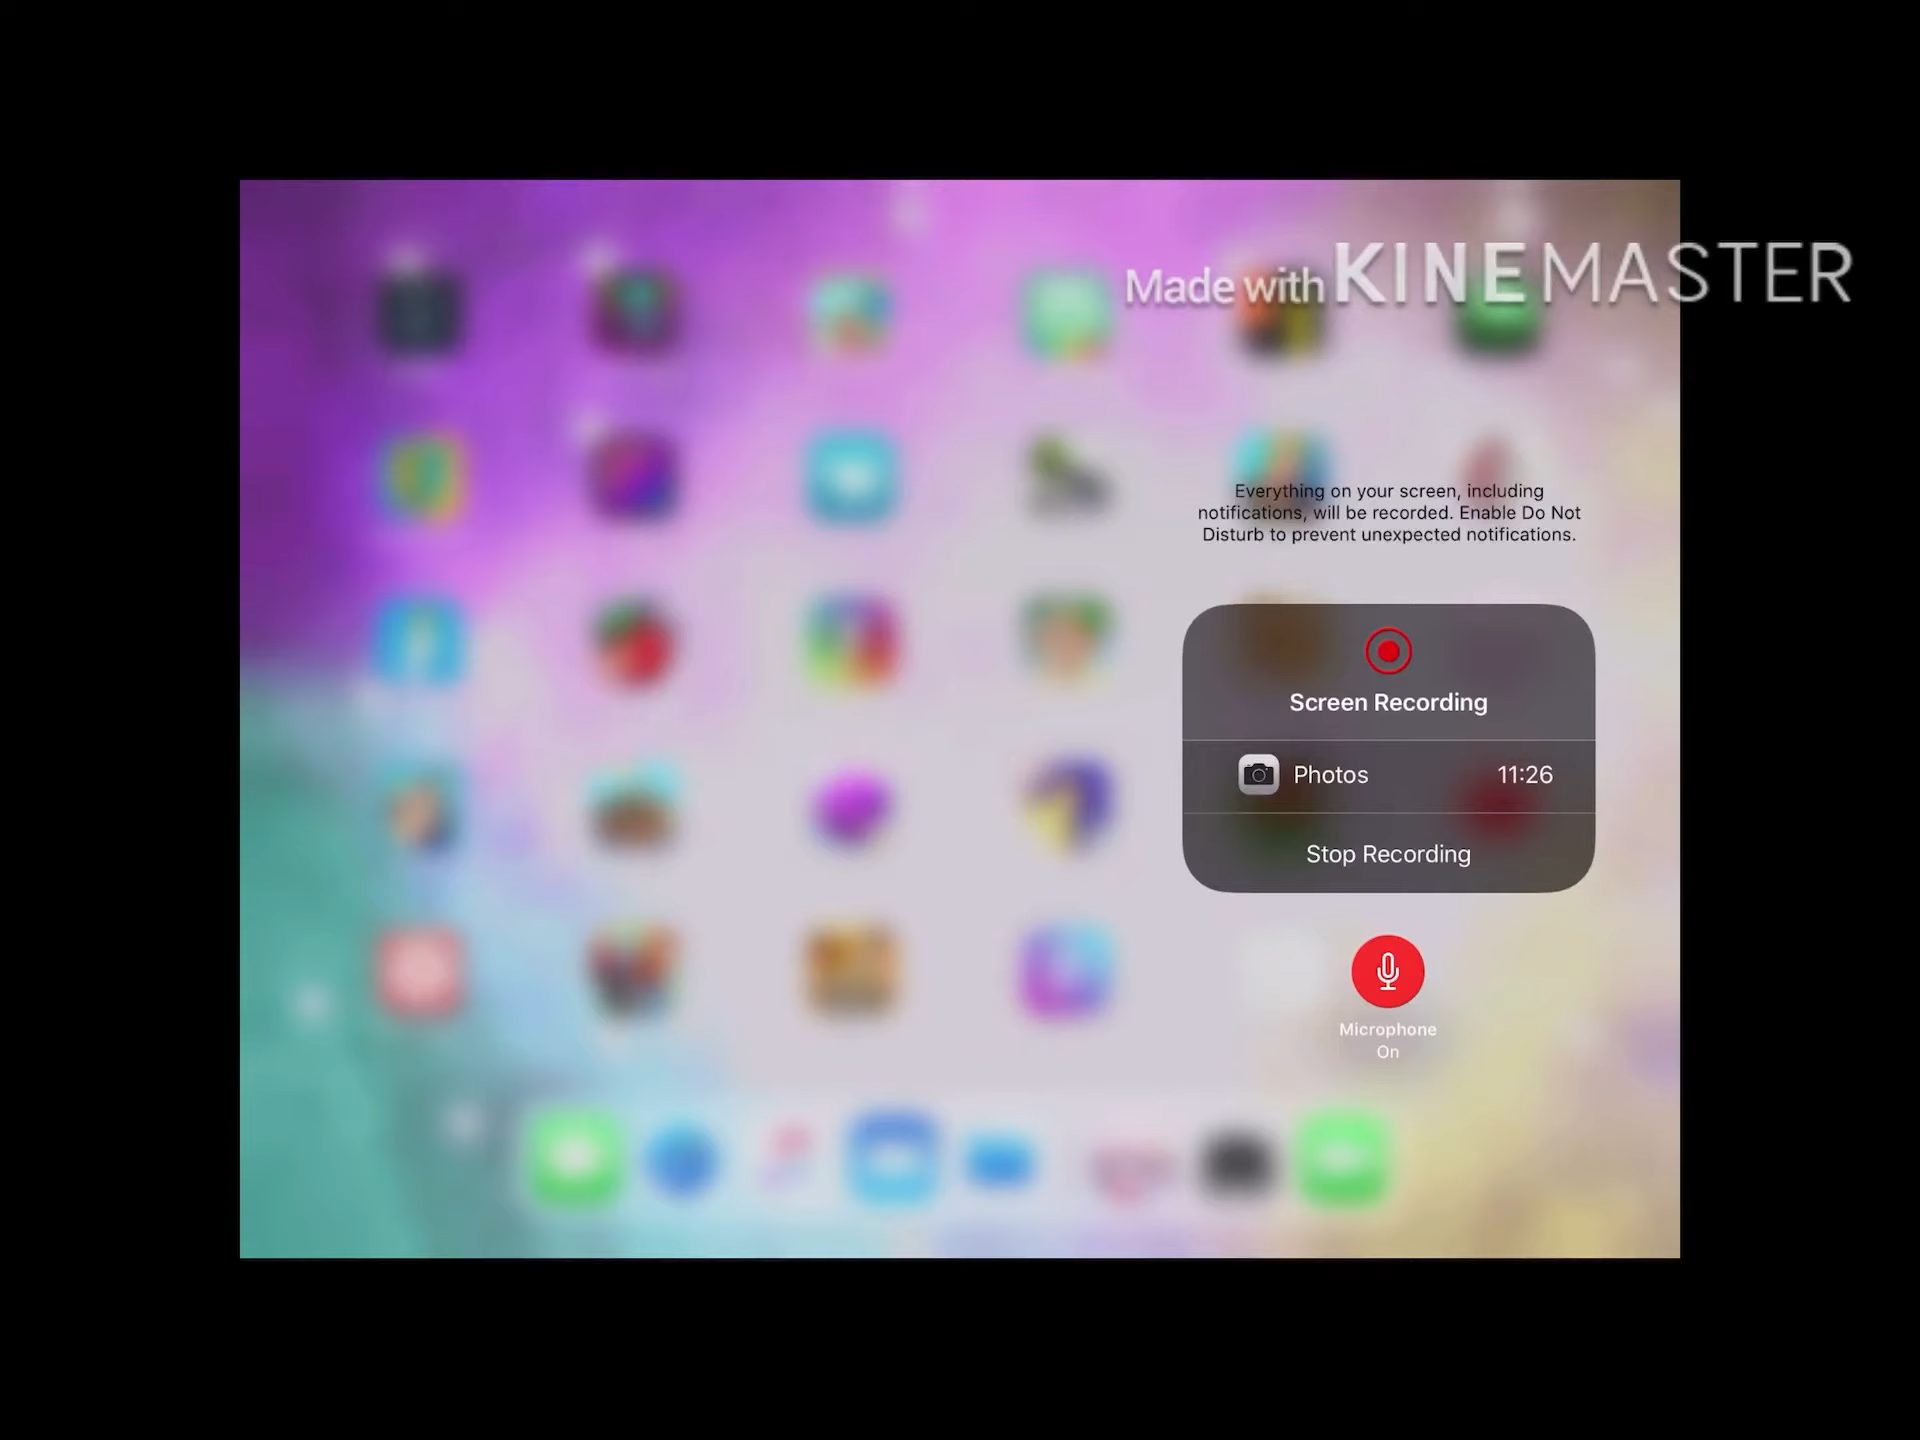 Made with KINEMASTER
Everything on your screen, including
notifications, will be recorded. Enable Do Not
Disturb to prevent unexpected notifications.
Screen Recording
Photos 11:26
Stop Recording
Microphone
On